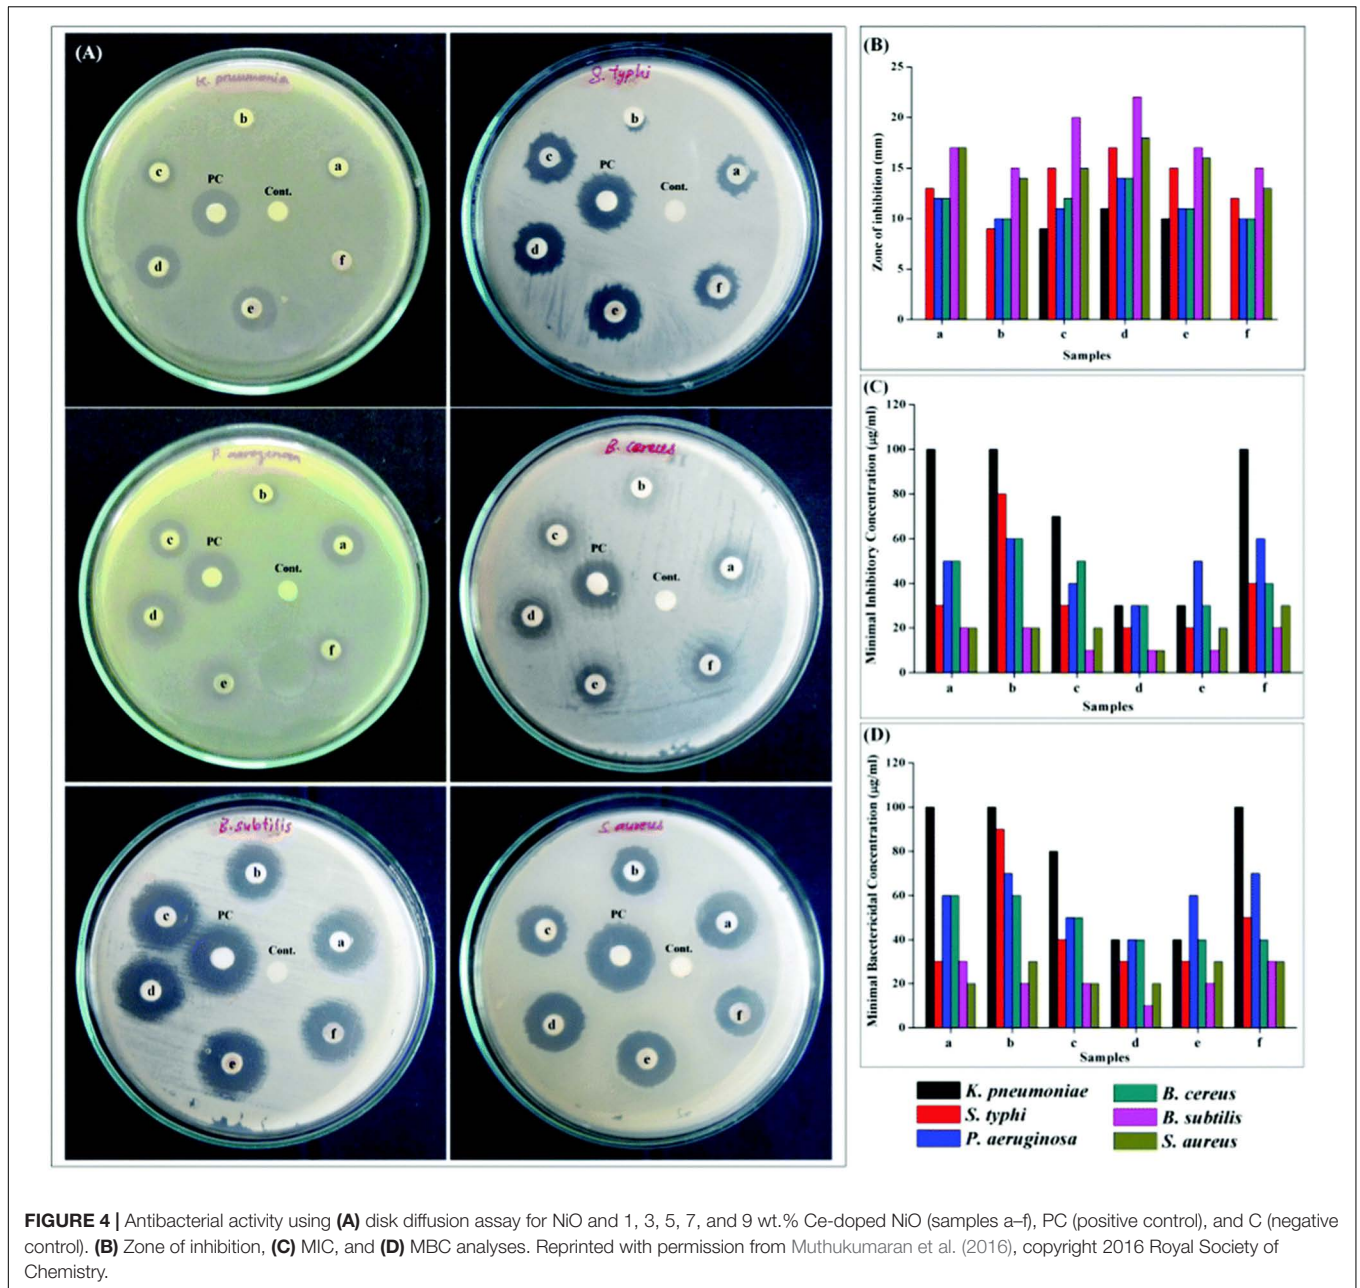 (A)
K. pneumonia
b
a
c
PC
Cont.
d
f
e
S. typhi
b
c
PC
a
Cont.
d
f
e
b
c
PC
a
Cont.
d
f
e
B. cereus
b
c
PC
a
Cont.
d
f
e
B. subtilis
b
c
PC
a
Cont.
d
f
e
S. aureus
b
c
PC
a
Cont.
d
f
e
(B)
Zone of inhibition (mm)
25
20
15
10
5
0
a b c d e f
Samples
(C)
Minimal Inhibitory Concentration (µg/ml)
120
100
80
60
40
20
0
a b c d e f
Samples
(D)
Minimal Baectericidal Concentration (µg/ml)
120
100
80
60
40
20
0
a b c d e f
Samples
K. pneumoniae
S. typhi
P. aeruginosa
B. cereus
B. subtilis
S. aureus
FIGURE 4 | Antibacterial activity using (A) disk diffusion assay for NiO and 1, 3, 5, 7, and 9 wt.% Ce-doped NiO (samples a–f), PC (positive control), and C (negative
control). (B) Zone of inhibition, (C) MIC, and (D) MBC analyses. Reprinted with permission from Muthukumaran et al. (2016), copyright 2016 Royal Society of
Chemistry.